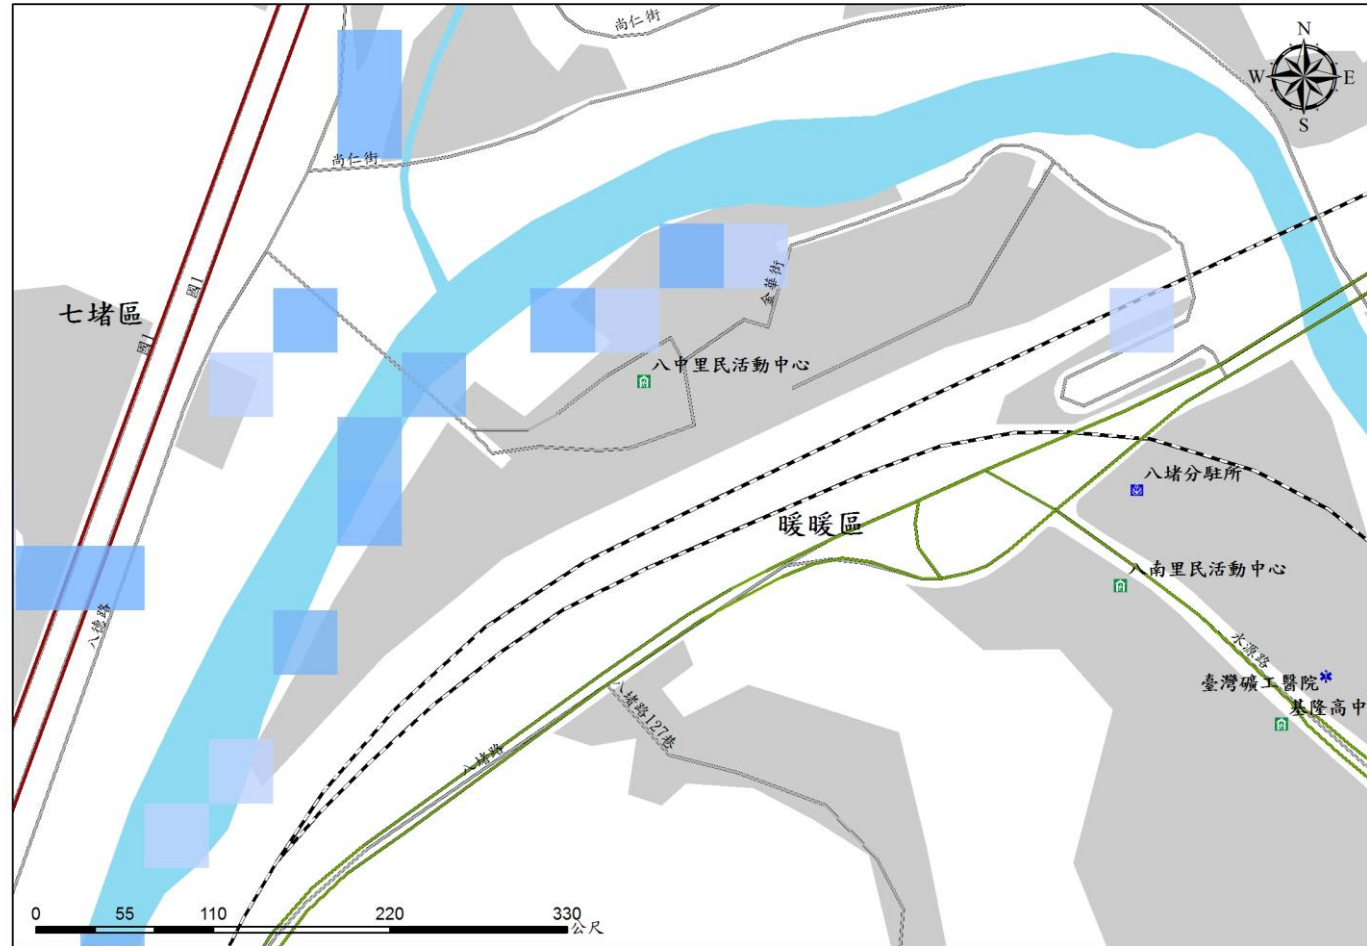 尚仁街
N
W
E
S
尚仁街
國1
七堵區
國1
金華街
八中里民活動中心
八堵分駐所
暖暖區
八南里民活動中心
八德路
水源路
臺灣礦工醫院
八堵路127巷
基隆高中
八堵路
0 55 110 220 330
公尺